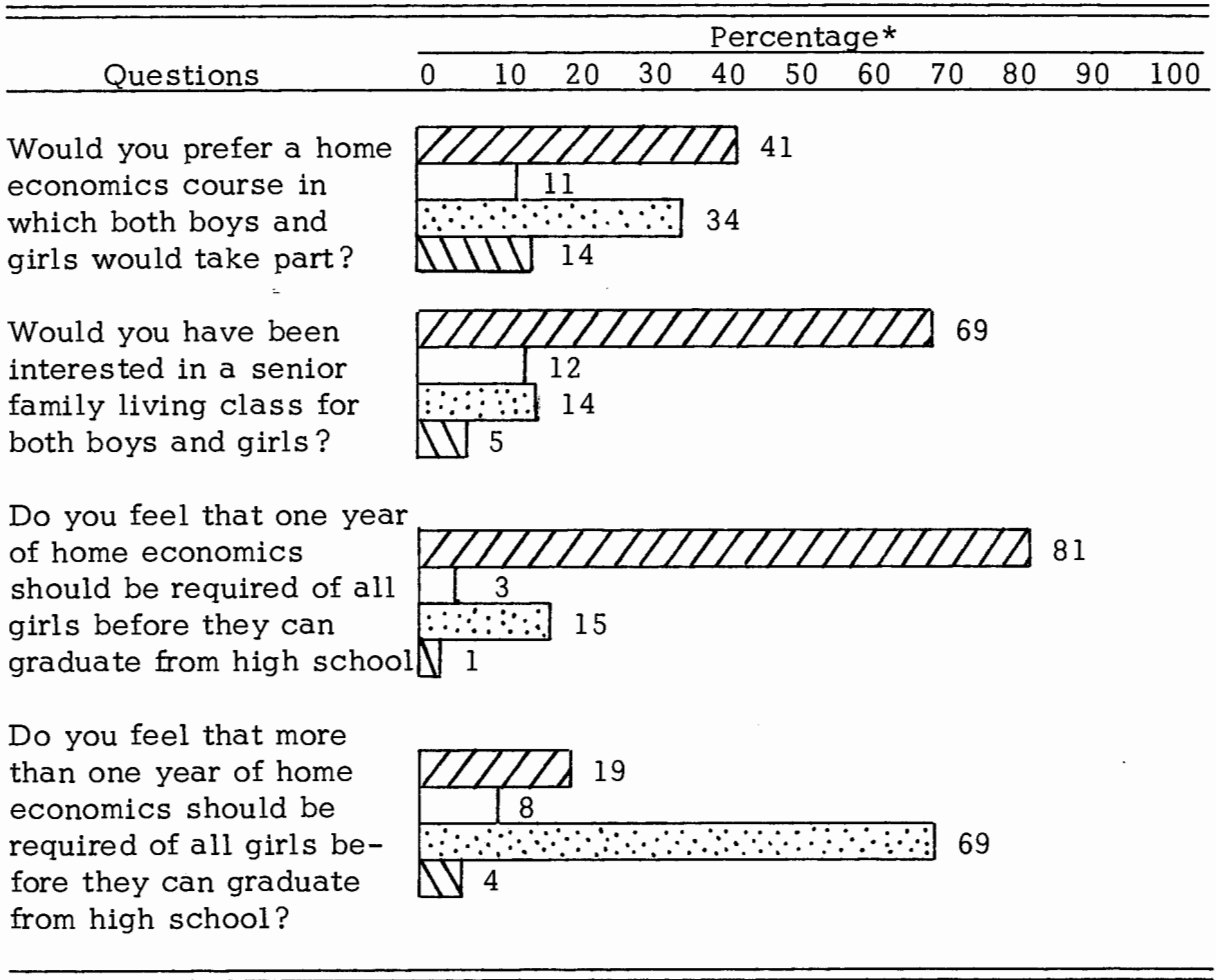 Percentage*
Questions 0 10 20 30 40 50 60 70 80 90 100
Would you prefer a home
economics course in
which both boys and
girls would take part?
41
11
34
14
Would you have been
interested in a senior
family living class for
both boys and girls?
69
12
14
5
Do you feel that one year
of home economics
should be required of all
girls before they can
graduate from high school
81
3
15
1
Do you feel that more
than one year of home
economics should be
required of all girls be-
fore they can graduate
from high school?
19
8
69
4